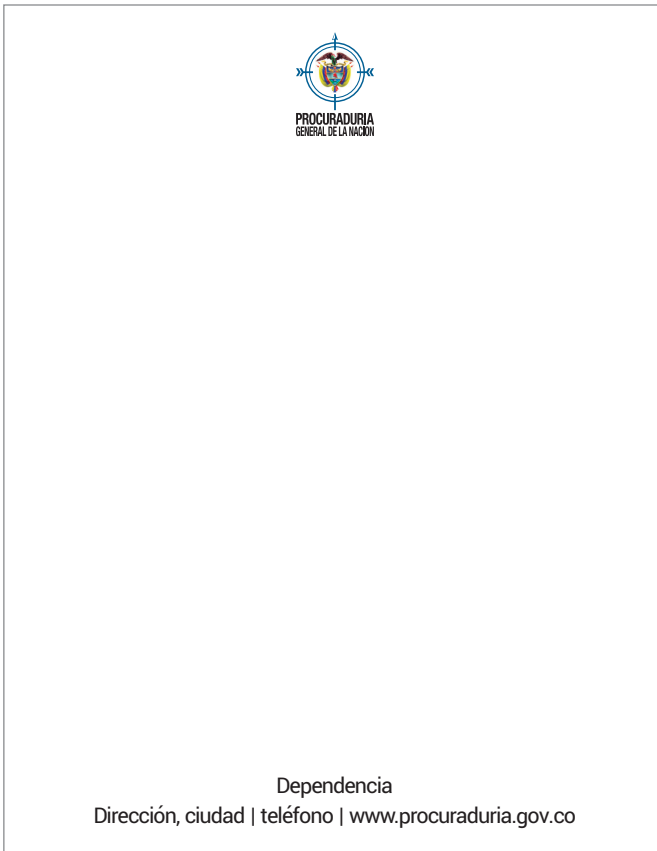 PROCURADURIA
GENERAL DE LA NACION
Dependencia
Dirección, ciudad | teléfono | www.procuraduria.gov.co